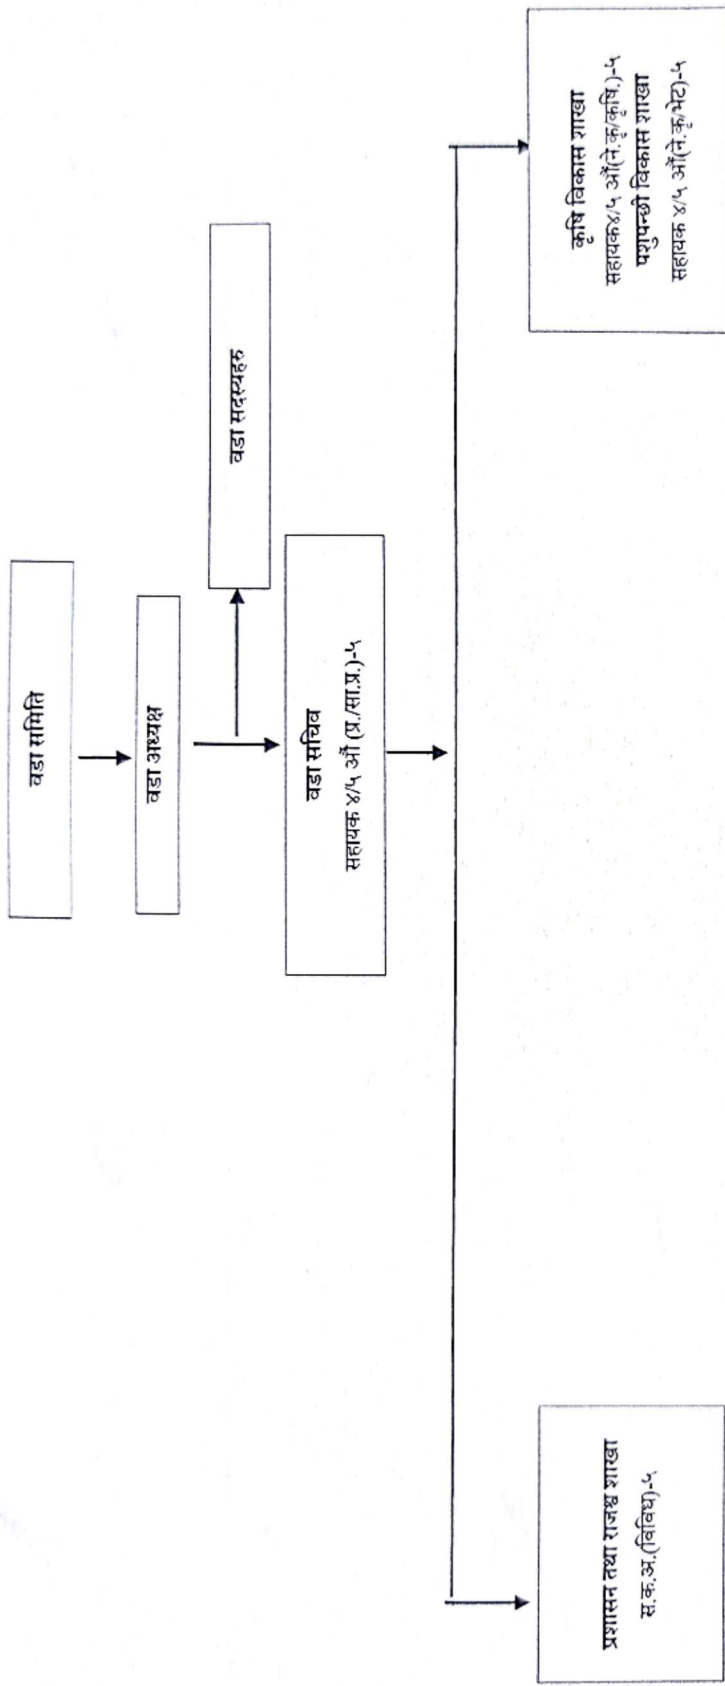 वडा समिति
वडा अध्यक्ष
वडा सदस्यहरु
वडा सचिव
सहायक ४/५ औं (प्र./सा.प्र.)-५
प्रशासन तथा राजश्व शाखा
स.क.अ.(विविध)-५
कृषि विकास शाखा
सहायक४/५ औं(ने.कृ/कृषि.)-५
पशुपन्छी विकास शाखा
सहायक ४/५ औं(ने.कृ/भेट)-५